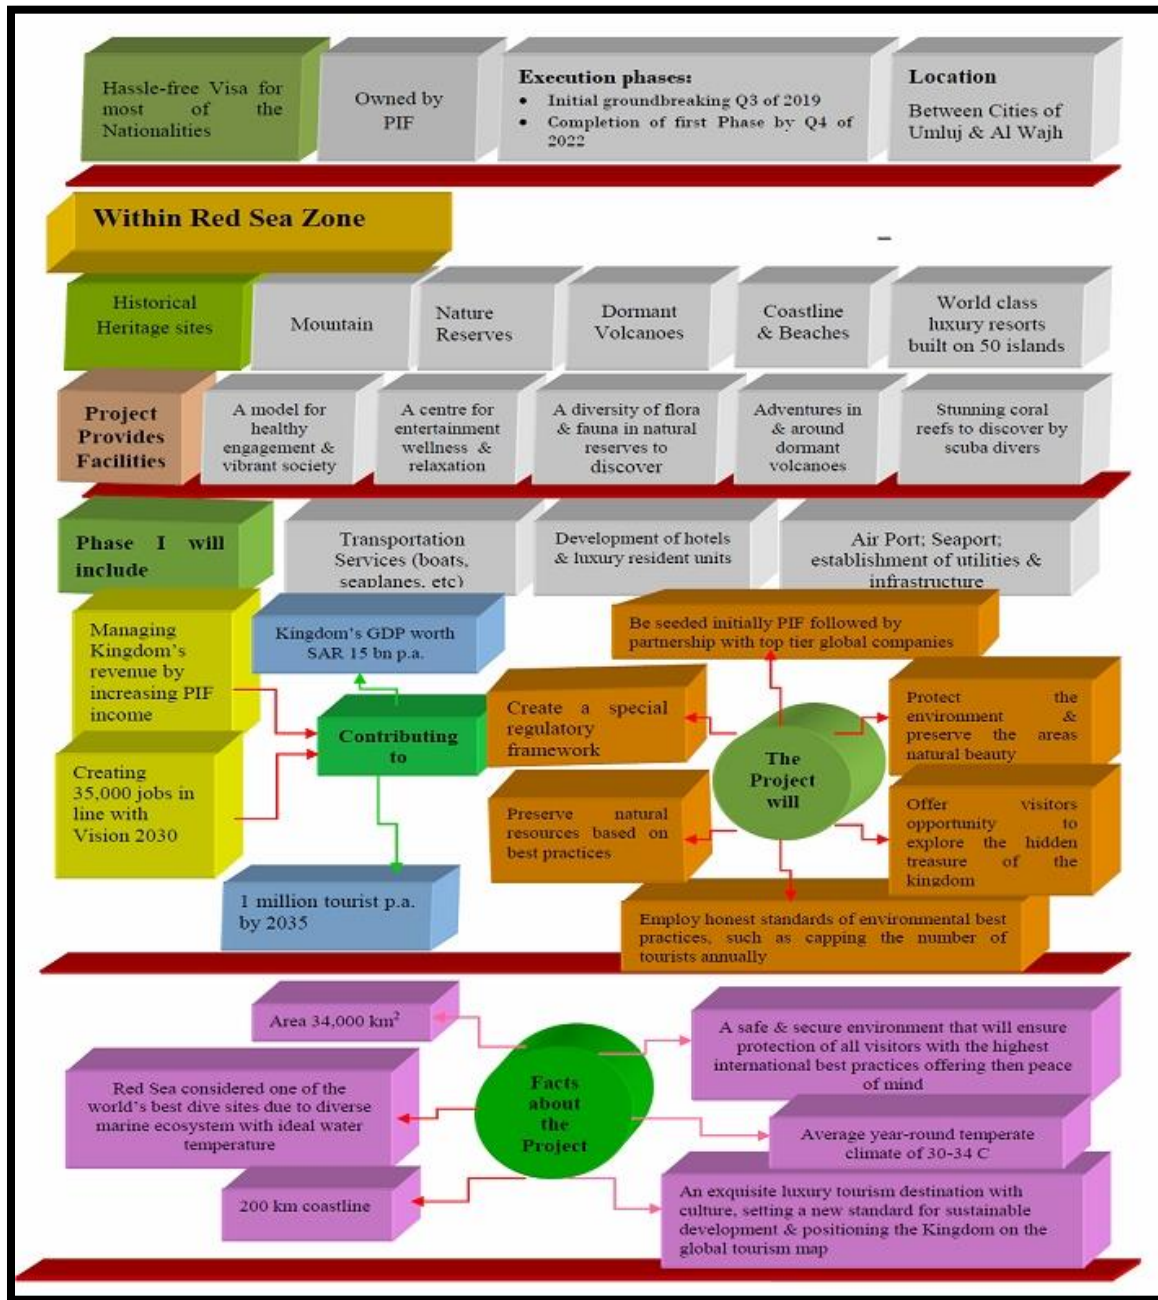 Hassle-free Visa for
most of the
Nationalities
Owned by
PIF
Execution phases:
• Initial groundbreaking Q3 of 2019
• Completion of first Phase by Q4 of
2022
Location
Between Cities of
Umluj & Al Wajh
Within Red Sea Zone
Historical
Heritage sites
Mountain
Nature
Reserves
Dormant
Volcanoes
Coastline
& Beaches
World class
luxury resorts
built on 50 islands
Project
Provides
Facilities
A model for
healthy
engagement &
vibrant society
A centre for
entertainment
wellness &
relaxation
A diversity of flora
& fauna in natural
reserves to
discover
Adventures in
& around
dormant
volcanoes
Stunning coral
reefs to discover by
scuba divers
Phase I will
include
Transportation
Services (boats,
seaplanes, etc)
Development of hotels
& luxury resident units
Air Port; Seaport;
establishment of utilities &
infrastructure
Managing
Kingdom's
revenue by
increasing PIF
income
Creating
35,000 jobs in
line with
Vision 2030
Kingdom's GDP worth
SAR 15 bn p.a.
Contributing
to
1 million tourist p.a.
by 2035
Be seeded initially PIF followed by
partnership with top tier global companies
Create a special
regulatory
framework
Protect the
environment &
preserve the areas
natural beauty
The
Project
will
Preserve natural
resources based on
best practices
Offer visitors
opportunity to
explore the hidden
treasure of the
kingdom
Employ honest standards of environmental best
practices, such as capping the number of
tourists annually
Area 34,000 km²
Red Sea considered one of the
world's best dive sites due to diverse
marine ecosystem with ideal water
temperature
200 km coastline
Facts
about
the
Project
A safe & secure environment that will ensure
protection of all visitors with the highest
international best practices offering then peace
of mind
Average year-round temperate
climate of 30-34 C
An exquisite luxury tourism destination with
culture, setting a new standard for sustainable
development & positioning the Kingdom on the
global tourism map